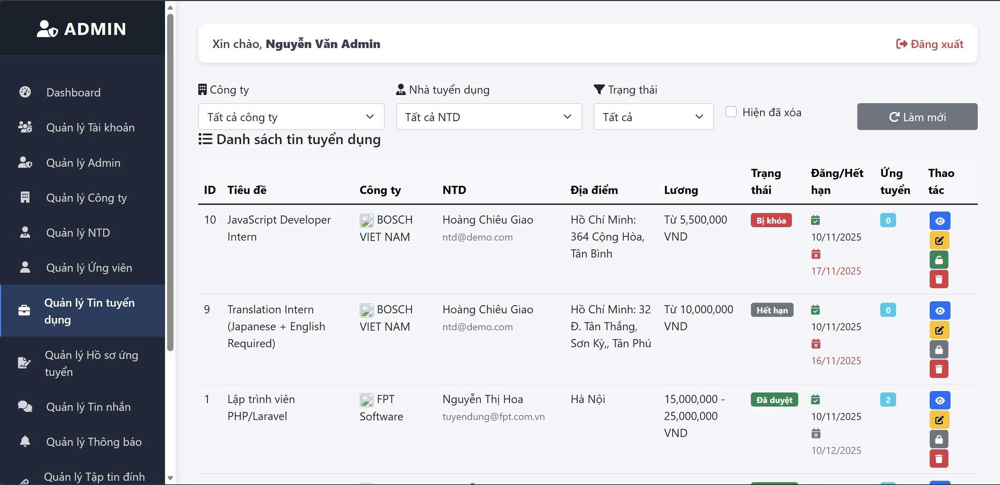 ADMIN
Dashboard
Quản lý Tài khoản
Quản lý Admin
Quản lý Công ty
Quản lý NTD
Quản lý Ứng viên
Quản lý Tin tuyển
dụng
Quản lý Hồ sơ ứng
tuyển
Quản lý Tin nhắn
Quản lý Thông báo
Quản lý Tập tin đính
Xin chào, Nguyễn Văn Admin
Đăng xuất
Công ty
Nhà tuyển dụng
Trạng thái
Tất cả công ty
Tất cả NTD
Tất cả
Hiện đã xóa
Làm mới
Danh sách tin tuyển dụng
ID
Tiêu đề
Công ty
NTD
Địa điểm
Lương
Trạng
thái
Đăng/Hết
hạn
Ứng
tuyển
Thao
tác
10
JavaScript Developer
Intern
BOSCH
VIET NAM
Hoàng Chiêu Giao
ntd@demo.com
Hồ Chí Minh:
364 Cộng Hòa,
Tân Bình
Từ 5,500,000
VND
Bị khóa
10/11/2025
17/11/2025
0
9
Translation Intern
(Japanese + English
Required)
BOSCH
VIET NAM
Hoàng Chiêu Giao
ntd@demo.com
Hồ Chí Minh: 32
Đ. Tân Thắng,
Sơn Kỳ,, Tân Phú
Từ 10,000,000
VND
Hết hạn
10/11/2025
16/11/2025
0
1
Lập trình viên
PHP/Laravel
FPT
Software
Nguyễn Thị Hoa
tuyendung@fpt.com.vn
Hà Nội
15,000,000 -
25,000,000
VND
Đã duyệt
10/11/2025
10/12/2025
2